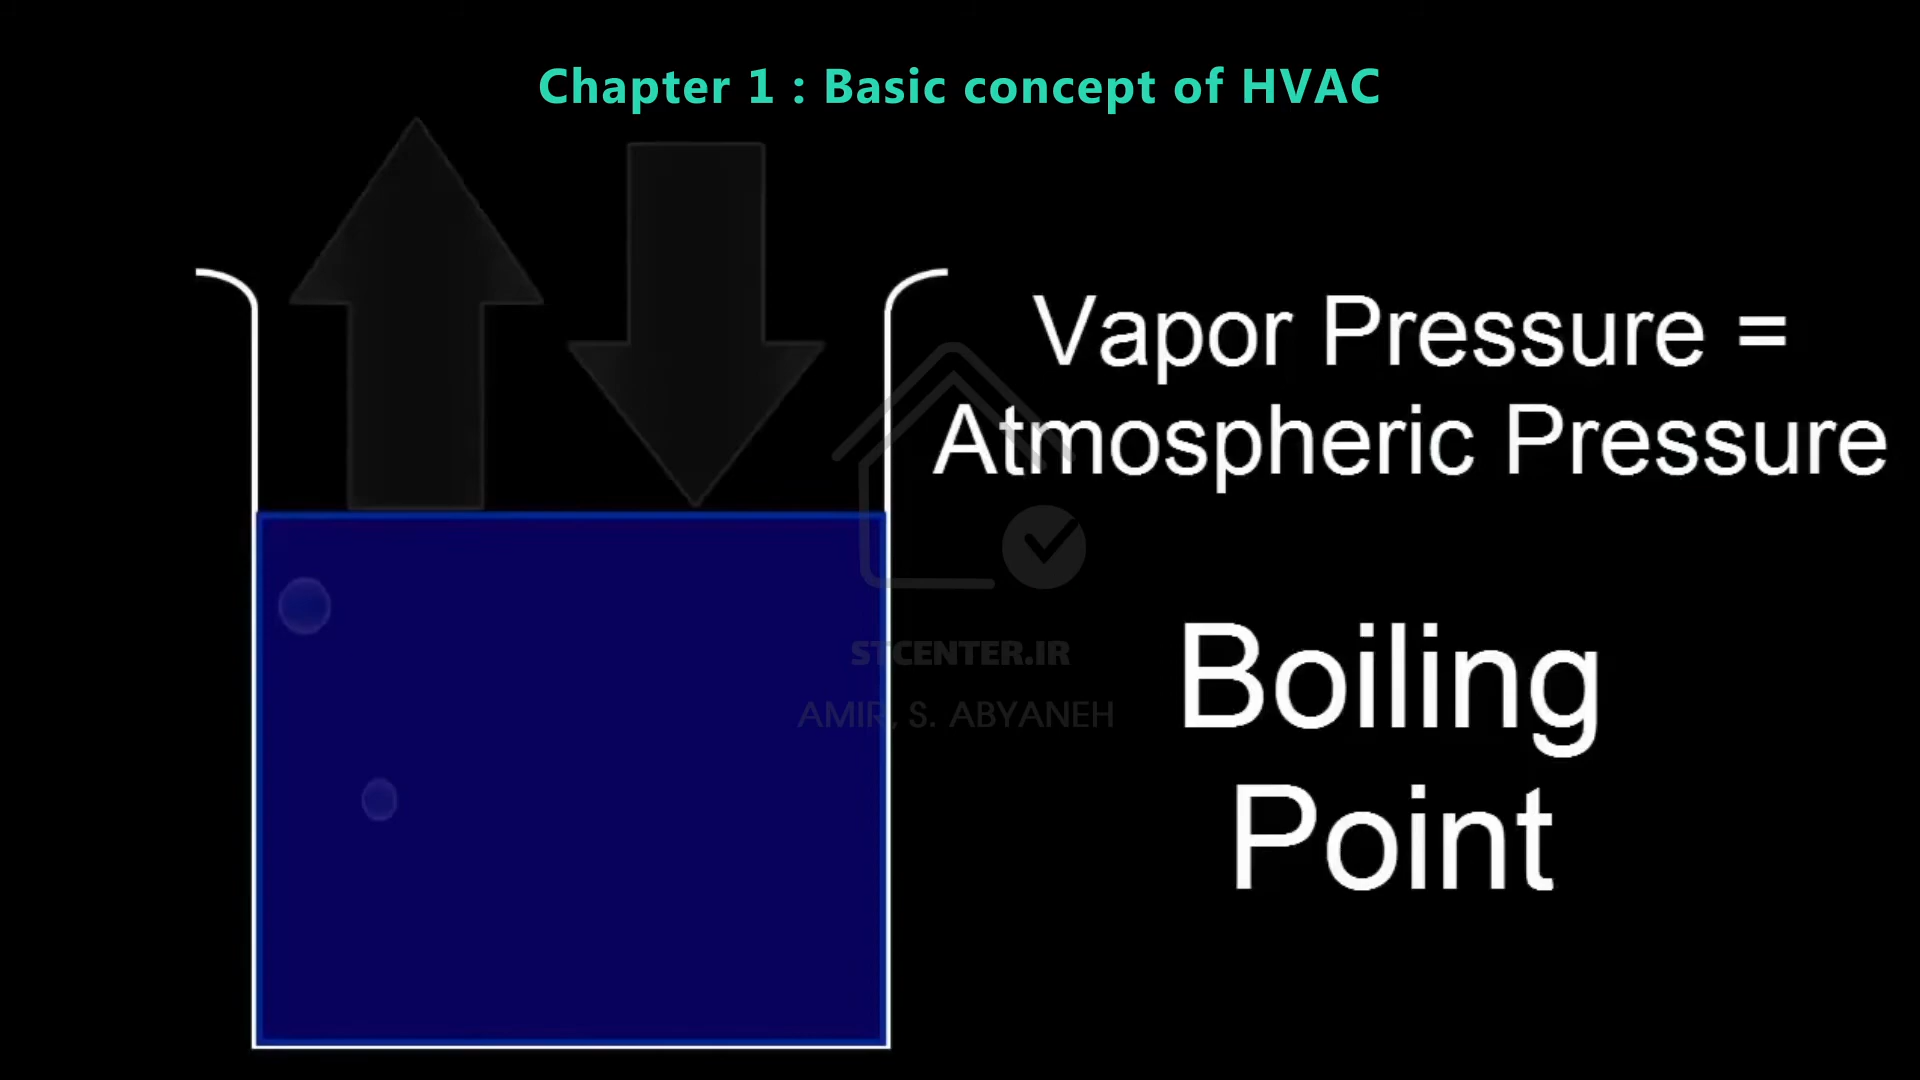 Chapter 1 : Basic concept of HVAC
Vapor Pressure =
Atmospheric Pressure
STCENTER.IR
AMIR, S. ABYANEH
Boiling
Point